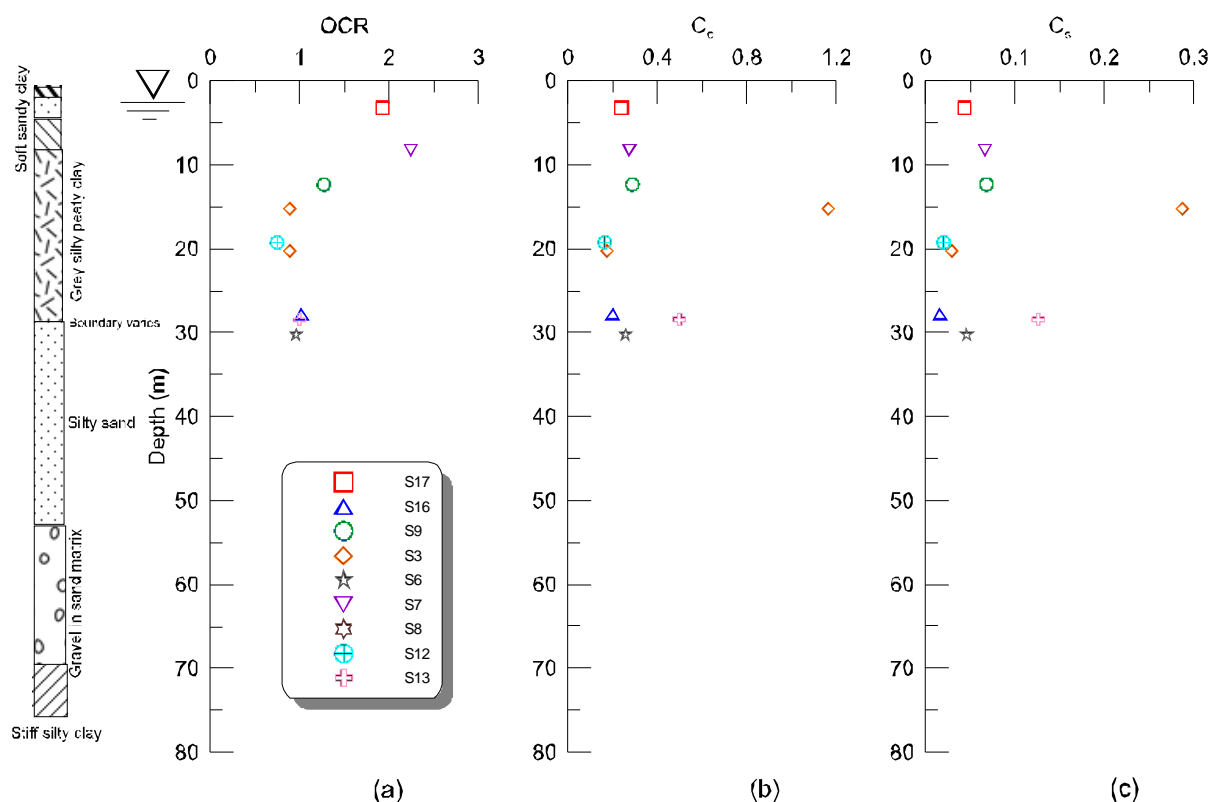 OCR
0 1 2 3
C_c
0 0.4 0.8 1.2
C_s
0 0.1 0.2 0.3
0
10
20
30
40
50
60
70
80
Depth (m)
0
10
20
30
40
50
60
70
80
0
10
20
30
40
50
60
70
80
Soft sandy clay
Grey silty peaty clay
Boundary varies
Silty sand
Gravel in sand matrix
Stiff silty clay
S17
S16
S9
S3
S6
S7
S8
S12
S13
(a)
(b)
(c)